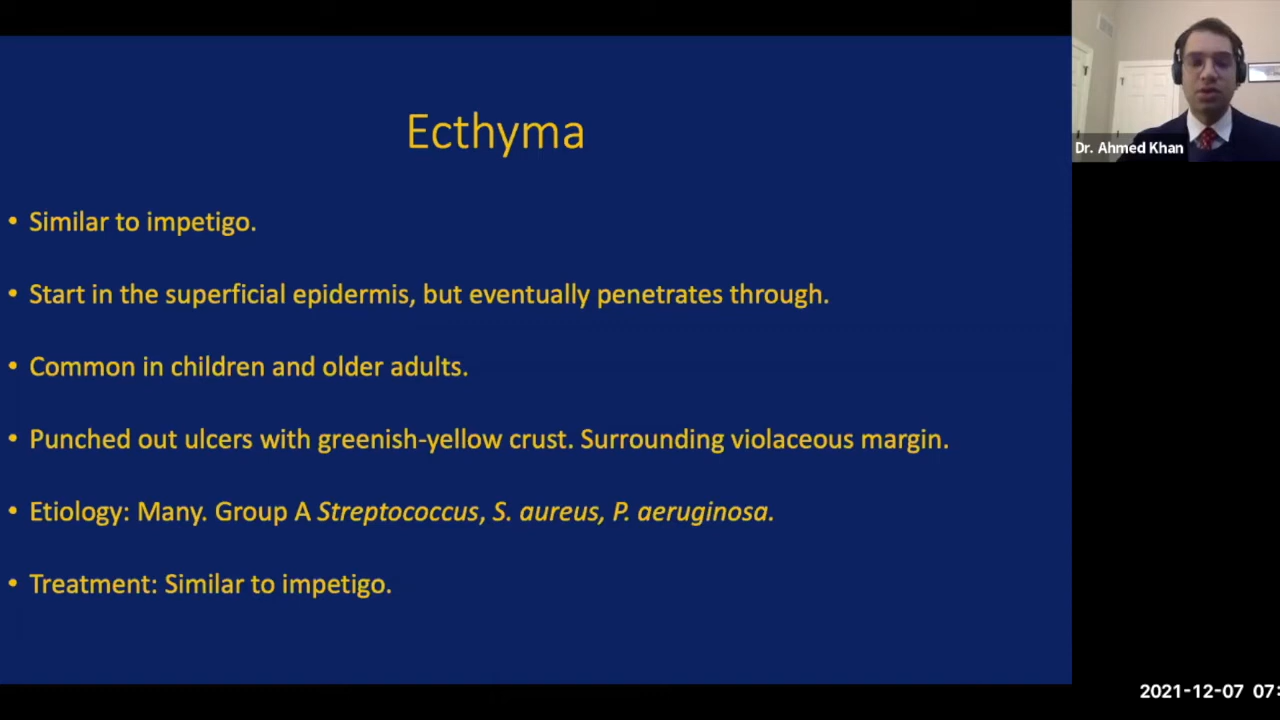 Ecthyma
• Similar to impetigo.
• Start in the superficial epidermis, but eventually penetrates through.
• Common in children and older adults.
• Punched out ulcers with greenish-yellow crust. Surrounding violaceous margin.
• Etiology: Many. Group A Streptococcus, S. aureus, P. aeruginosa.
• Treatment: Similar to impetigo.
Dr. Ahmed Khan
2021-12-07 07: